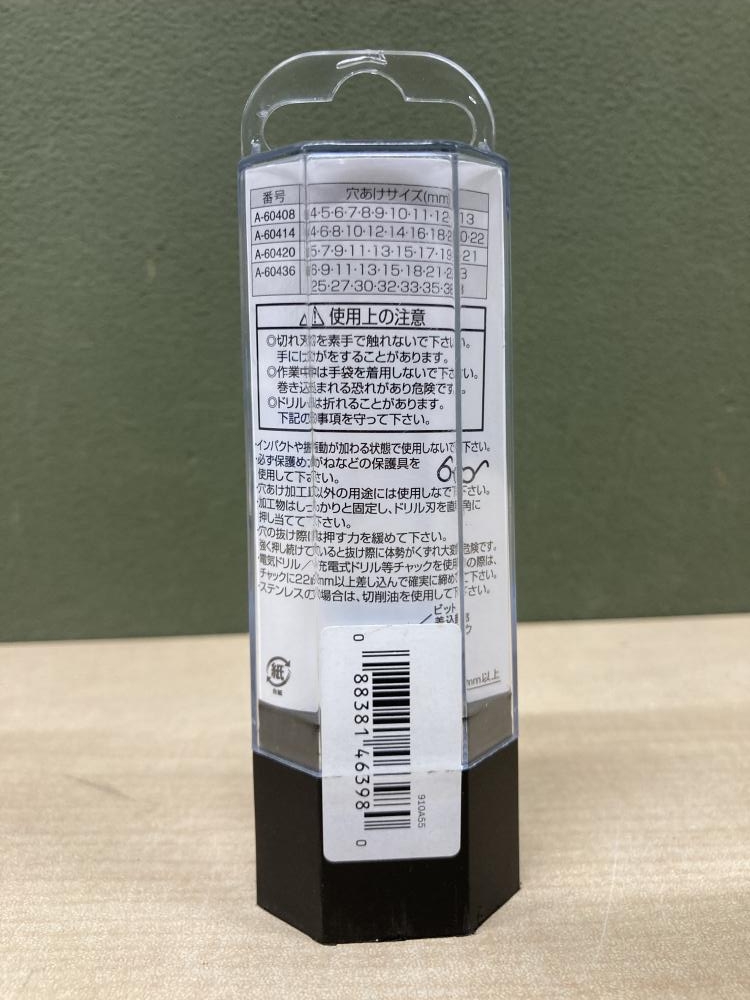 番号 穴あけサイズ(mm
A-60408 4・5・6・7・8・9・10・11・12 13
A-60414 4・6・8・10・12・14・16・18・20・22
A-60420 5・7・9・11・13・15・17・19 21
A-60436 6・9・11・13・15・18・21・23
25・27・30・32・33・35・38
⚠ 使用上の注意
◎切れ刃を素手で触れないで下さい。
手にけがをすることがあります。
◎作業中は手袋を着用しないで下さい。
巻き込まれる恐れがあり危険です。
◎ドリルは折れることがあります。
下記の事項を守って下さい。
・インパクトや振動が加わる状態で使用しないで下さい。
・必ず保護めがねなどの保護具を
使用して下さい。
・穴あけ加工以外の用途には使用しなで下さい。
・加工物はしっかりと固定し、ドリル刃を直角に
押し当てて下さい。
・穴の抜け際は押す力を緩めて下さい。
強く押し続けていると抜け際に体勢がくずれ大変危険です。
・電気ドリル/充電式ドリル等チャックを使用の際は、
チャックに22mm以上差し込んで確実に締めて下さい。
・ステンレスの場合は、切削油を使用して下さい。
ビット
差込
mm以上
紙
台紙
0 88381 46398 0
910A55